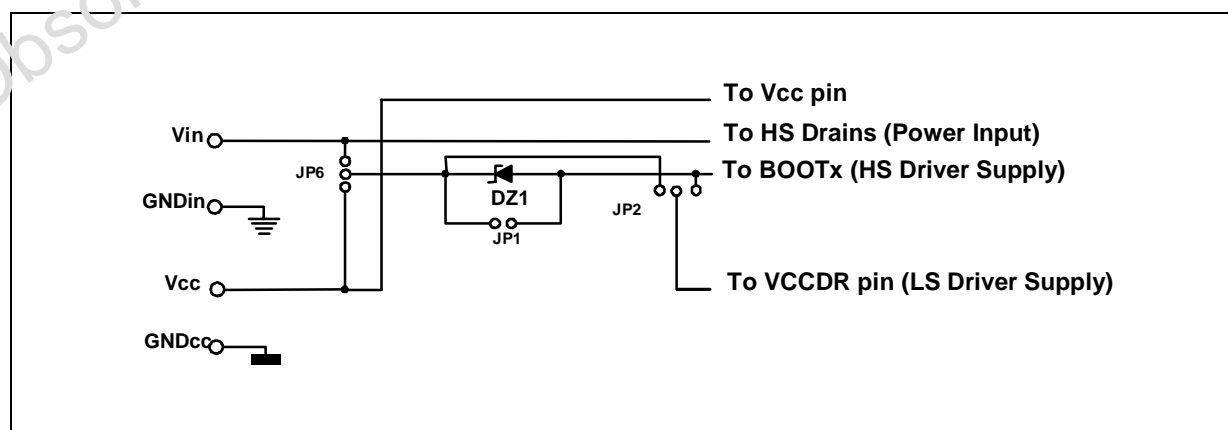 To Vcc pin
Vin
To HS Drains (Power Input)
JP6
To BOOTx (HS Driver Supply)
DZ1
JP2
GNDin
JP1
Vcc
To VCCDR pin (LS Driver Supply)
GNDcc